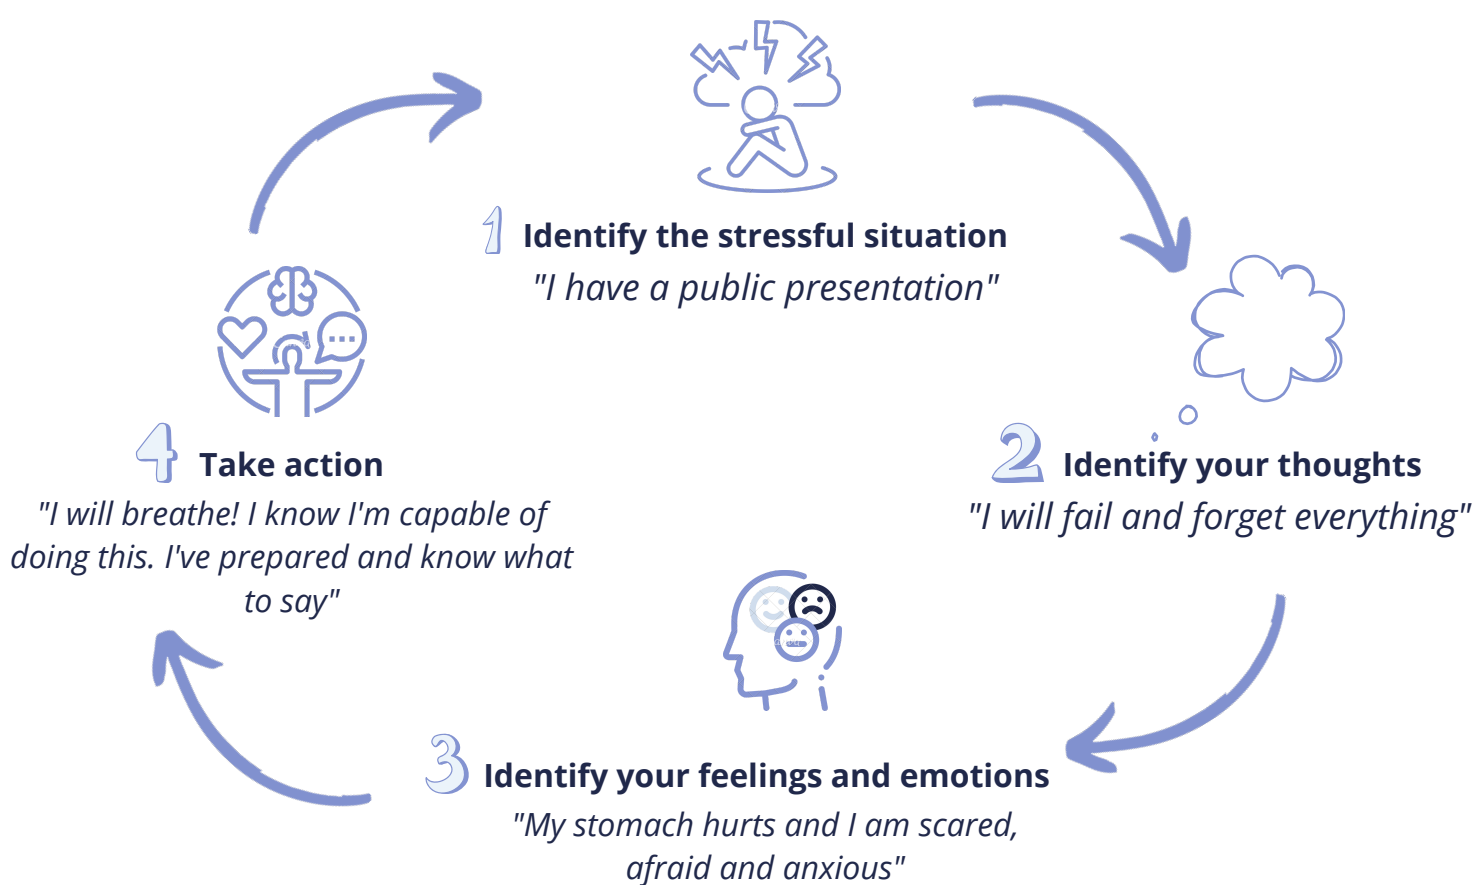 1 Identify the stressful situation
"I have a public presentation"
2 Identify your thoughts
"I will fail and forget everything"
3 Identify your feelings and emotions
"My stomach hurts and I am scared,
afraid and anxious"
4 Take action
"I will breathe! I know I'm capable of
doing this. I've prepared and know what
to say"